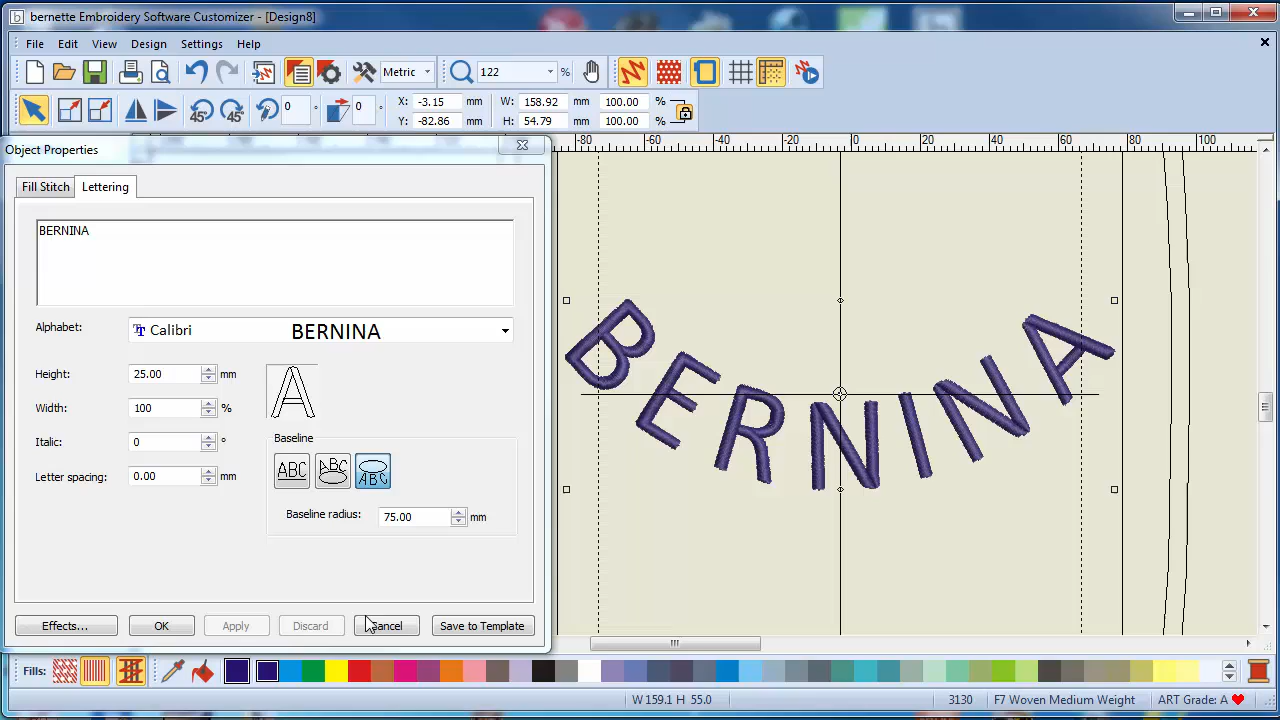 bernette Embroidery Software Customizer - [Design8]
File Edit View Design Settings Help
Metric 122 %
45° 45° 0 ° 0 ° X: -3.15 mm W: 158.92 mm 100.00 %
Y: -82.86 mm H: 54.79 mm 100.00 %
Object Properties
-80 -60 -40 -20 0 20 40 60 80 100
Fill Stitch Lettering
BERNINA
Alphabet: Calibri BERNINA
Height: 25.00 mm
Width: 100 %
Italic: 0 °
Letter spacing: 0.00 mm
A
Baseline
ABC ABC ABC
Baseline radius: 75.00 mm
BERNINA
Effects... OK Apply Discard Cancel Save to Template
Fills:
W 159.1 H 55.0 3130 F7 Woven Medium Weight ART Grade: A